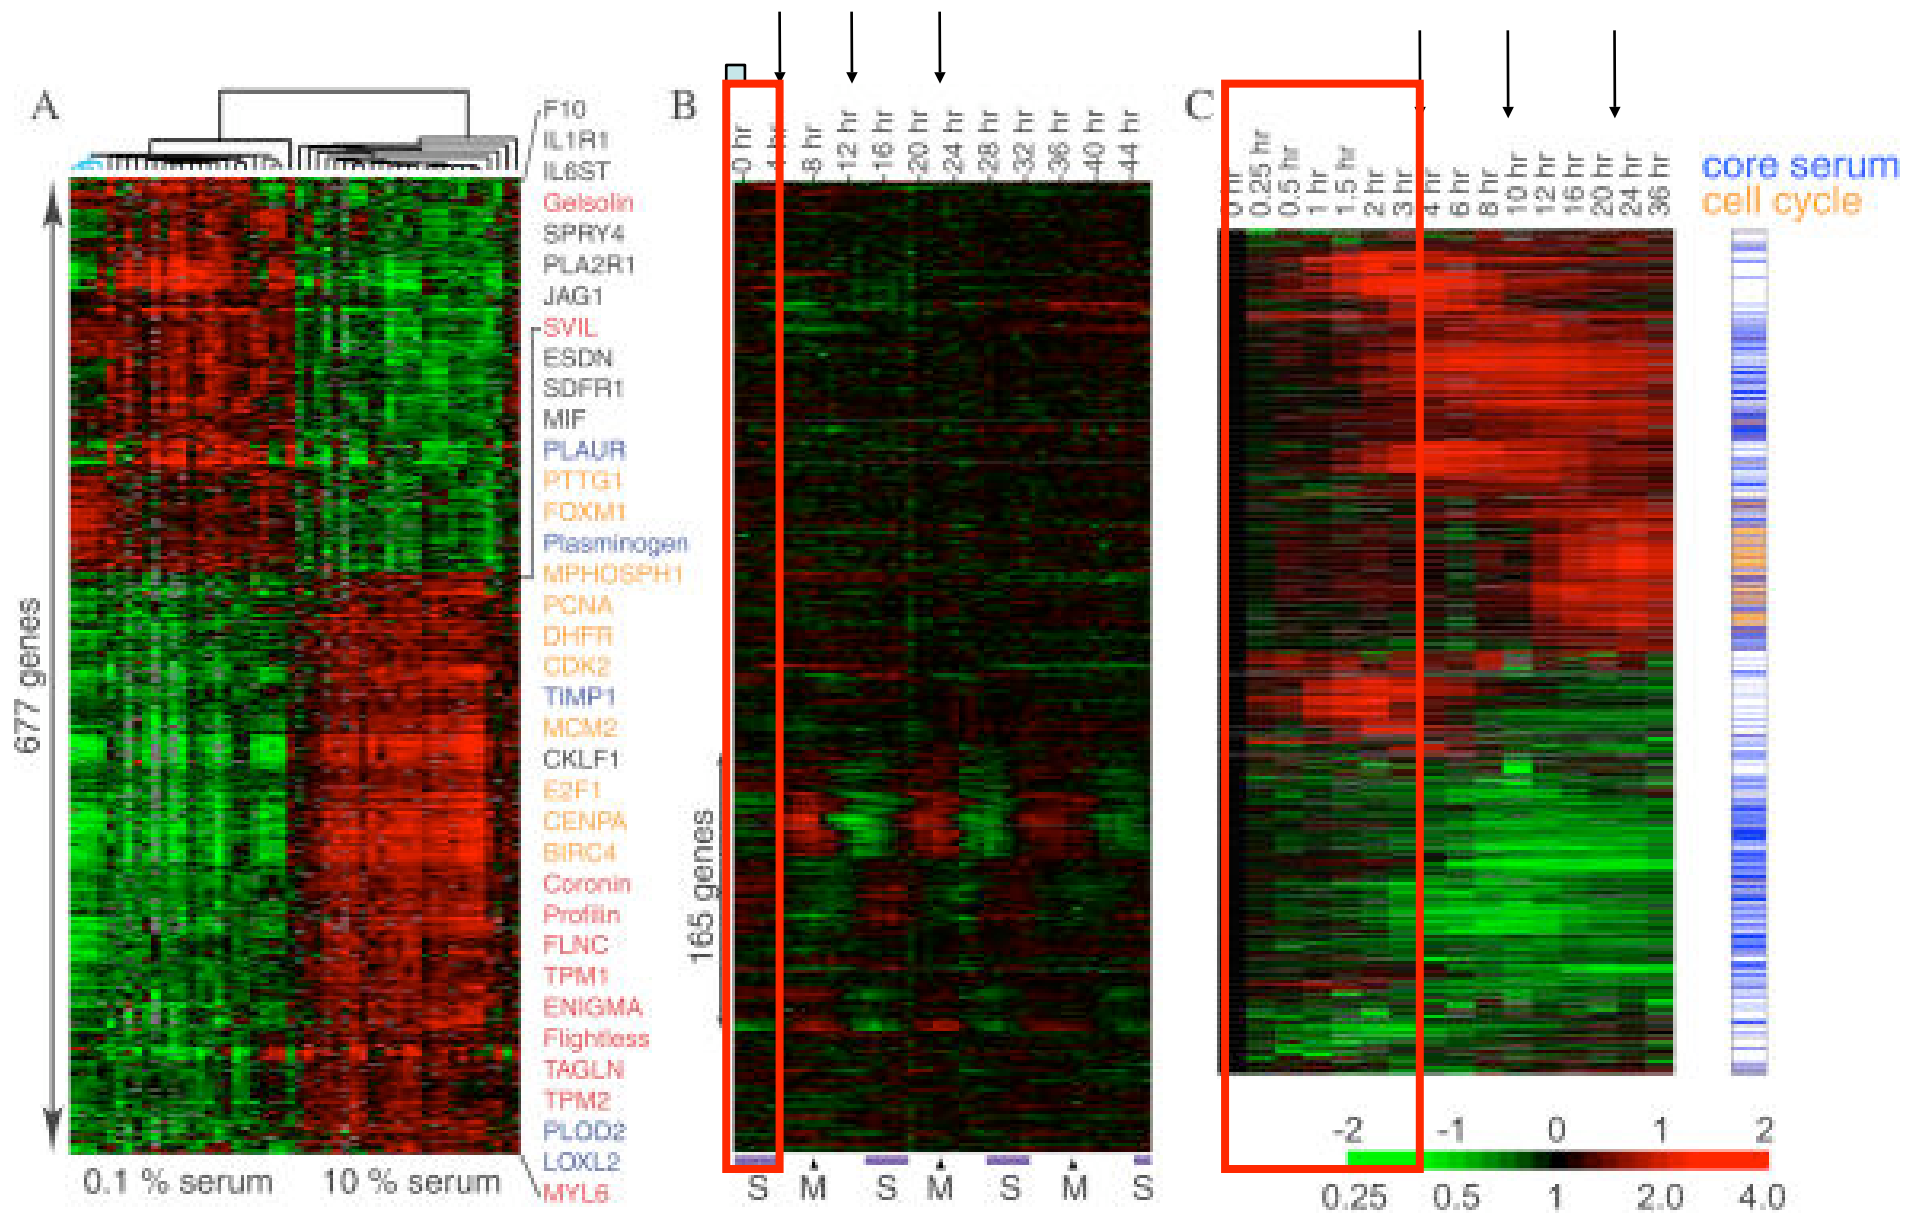 A
677 genes
0.1 % serum
10 % serum
F10
IL1R1
IL6ST
Gelsolin
SPRY4
PLA2R1
JAG1
SVIL
ESDN
SDFR1
MIF
PLAUR
PTTG1
FOXM1
Plasminogen
MPHOSPH1
PCNA
DHFR
CDK2
TIMP1
MCM2
CKLF1
E2F1
CENPA
BIRC4
Coronin
Profilin
FLNC
TPM1
ENIGMA
Flightless
TAGLN
TPM2
PLOD2
LOXL2
MYL6
B
0 hr
4 hr
8 hr
12 hr
16 hr
20 hr
24 hr
28 hr
32 hr
36 hr
40 hr
44 hr
165 genes
S M S M S M S
C
0 hr
0.25 hr
0.5 hr
1 hr
1.5 hr
2 hr
3 hr
4 hr
6 hr
8 hr
10 hr
12 hr
16 hr
20 hr
24 hr
36 hr
core serum
cell cycle
-2 -1 0 1 2
0.25 0.5 1 2.0 4.0